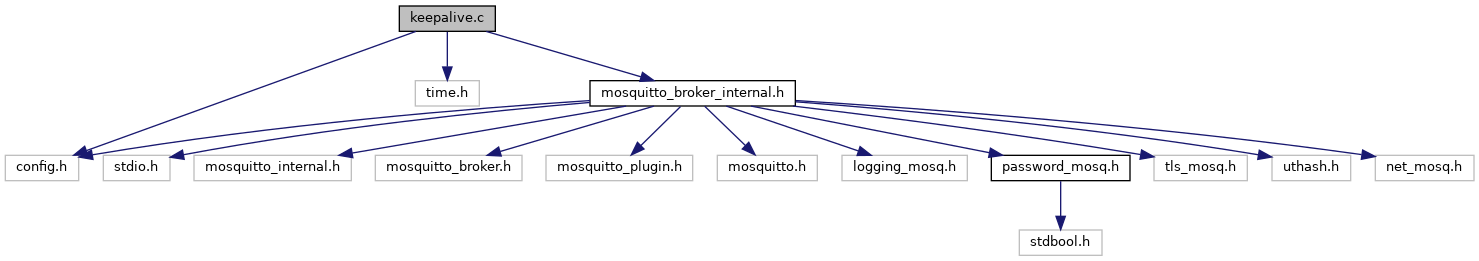 keepalive.c
time.h
mosquitto_broker_internal.h
config.h
stdio.h
mosquitto_internal.h
mosquitto_broker.h
mosquitto_plugin.h
mosquitto.h
logging_mosq.h
password_mosq.h
tls_mosq.h
uthash.h
net_mosq.h
stdbool.h